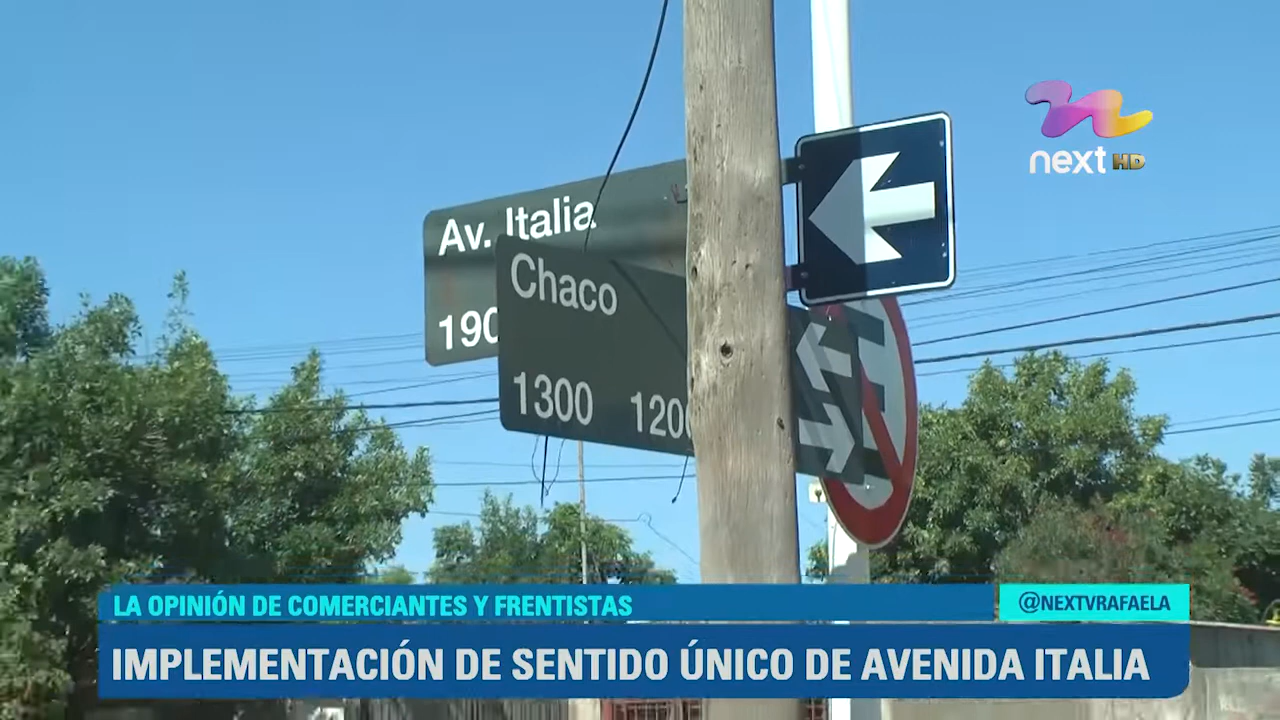 next HD
Av. Italia
190
Chaco
1300 1200
LA OPINIÓN DE COMERCIANTES Y FRENTISTAS
@NEXTVRAFAELA
IMPLEMENTACIÓN DE SENTIDO ÚNICO DE AVENIDA ITALIA